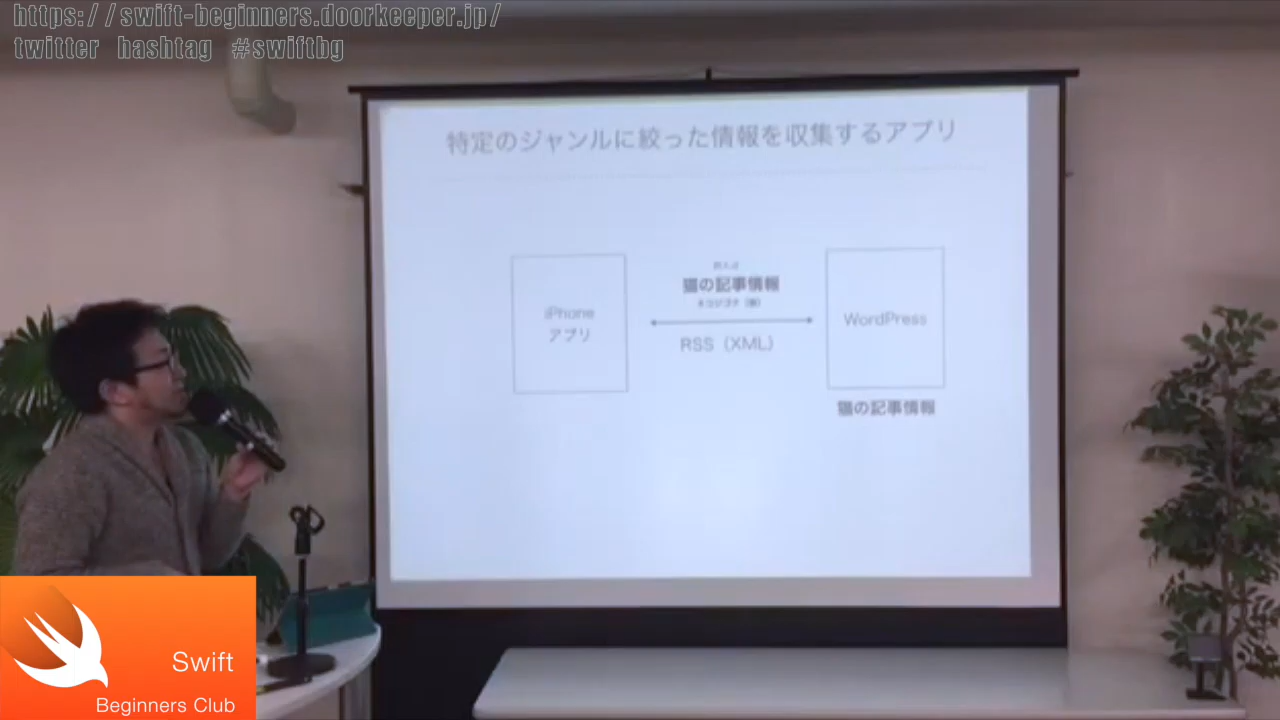 https://swift-beginners.doorkeeper.jp/
twitter hashtag #swiftbg
特定のジャンルに絞った情報を収集するアプリ
iPhone
アプリ
猫の記事情報
RSS（XML）
WordPress
猫の記事情報
Swift
Beginners Club